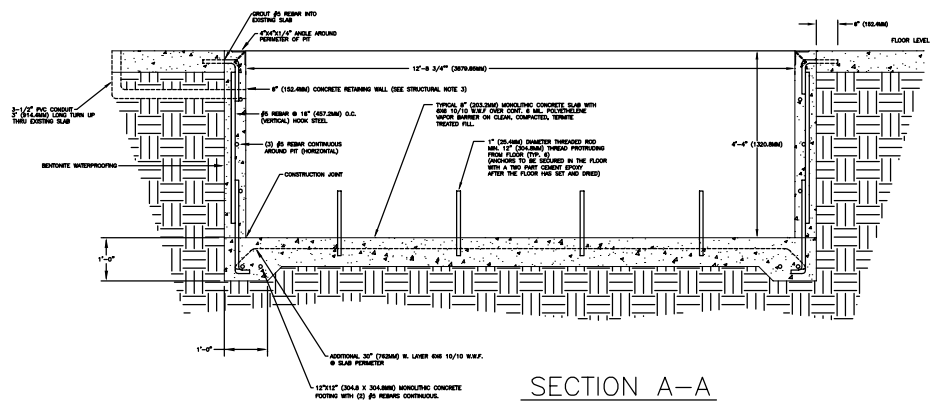 GROUT #5 REBAR INTO
EXISTING SLAB
4"X4"X1/4" ANGLE AROUND
PERIMETER OF PIT
6" (152.4MM)
FLOOR LEVEL
12'-8 3/4"" (3879.85MM)
6" (152.4MM) CONCRETE RETAINING WALL (SEE STRUCTURAL NOTE 3)
3-1/2" PVC CONDUIT
3" (914.4MM) LONG TURN UP
THRU EXISTING SLAB
TYPICAL 8" (203.2MM) MONOLITHIC CONCRETE SLAB WITH
6X6 10/10 W.W.F OVER CONT. 6 MIL. POLYETHELENE
VAPOR BARRIER ON CLEAN, COMPACTED, TERMITE
TREATED FILL.
#5 REBAR @ 18" (457.2MM) O.C.
(VERTICAL) HOOK STEEL
(3) #5 REBAR CONTINUOUS
AROUND PIT (HORIZONTAL)
1" (25.4MM) DIAMETER THREADED ROD
MIN. 12" (304.8MM) THREAD PROTRUDING
FROM FLOOR (TYP. 6)
(ANCHORS TO BE SECURED IN THE FLOOR
WITH A TWO PART CEMENT EPOXY
AFTER THE FLOOR HAS SET AND DRIED)
4'-4" (1320.8MM)
BENTONITE WATERPROOFING
CONSTRUCTION JOINT
1'-0"
1'-0"
ADDITIONAL 30" (762MM) W. LAYER 6X6 10/10 W.W.F.
@ SLAB PERIMETER
12"X12" (304.8 X 304.8MM) MONOLITHIC CONCRETE
FOOTING WITH (2) #5 REBARS CONTINUOUS.
SECTION A-A